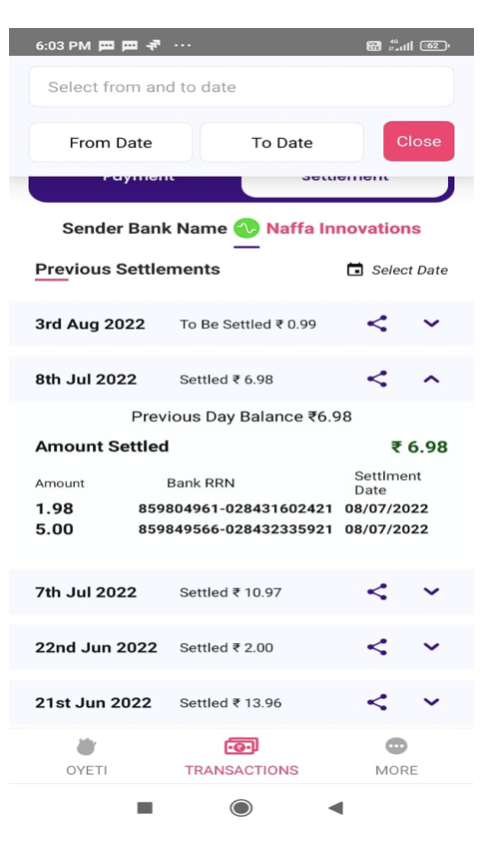 6:03 PM
4G
62
Select from and to date
From Date
To Date
Close
Payment
Settlement
Sender Bank Name Naffa Innovations
Previous Settlements
Select Date
3rd Aug 2022 To Be Settled ₹ 0.99
8th Jul 2022 Settled ₹ 6.98
Previous Day Balance ₹6.98
Amount Settled ₹ 6.98
Amount Bank RRN Settlment
Date
1.98 859804961-028431602421 08/07/2022
5.00 859849566-028432335921 08/07/2022
7th Jul 2022 Settled ₹ 10.97
22nd Jun 2022 Settled ₹ 2.00
21st Jun 2022 Settled ₹ 13.96
OYETI
TRANSACTIONS
MORE